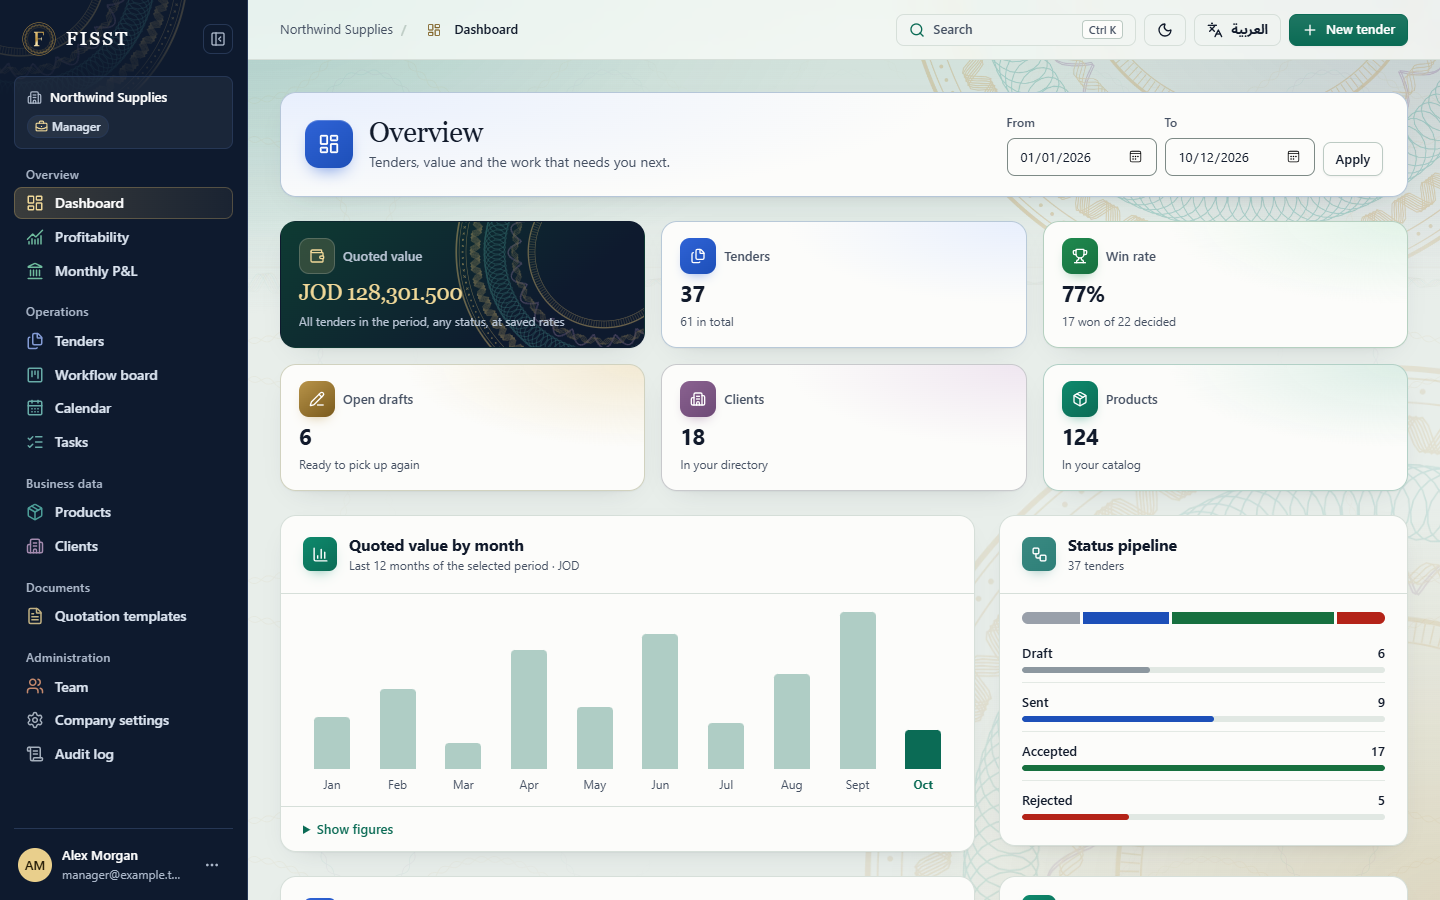 F FISST
Northwind Supplies
Manager
Overview
Dashboard
Profitability
Monthly P&L
Operations
Tenders
Workflow board
Calendar
Tasks
Business data
Products
Clients
Documents
Quotation templates
Administration
Team
Company settings
Audit log
AM
Alex Morgan
manager@example.t...
Northwind Supplies / Dashboard
Search Ctrl K
العربية
New tender
Overview
Tenders, value and the work that needs you next.
From
01/01/2026
To
10/12/2026
Apply
Quoted value
JOD 128,301.500
All tenders in the period, any status, at saved rates
Tenders
37
61 in total
Win rate
77%
17 won of 22 decided
Open drafts
6
Ready to pick up again
Clients
18
In your directory
Products
124
In your catalog
Quoted value by month
Last 12 months of the selected period · JOD
Jan Feb Mar Apr May Jun Jul Aug Sept Oct
Show figures
Status pipeline
37 tenders
Draft 6
Sent 9
Accepted 17
Rejected 5